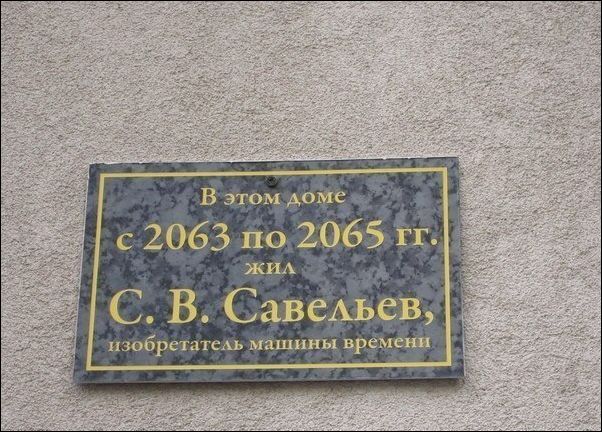 В этом доме
с 2063 по 2065 гг.
жил
С. В. Савельев,
изобретатель машины времени